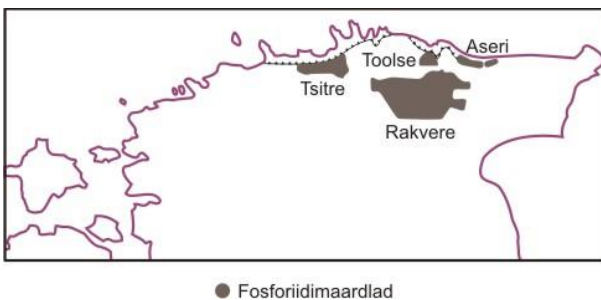 Aseri
Toolse
Tsitre
Rakvere
Fosforiidimaardlad